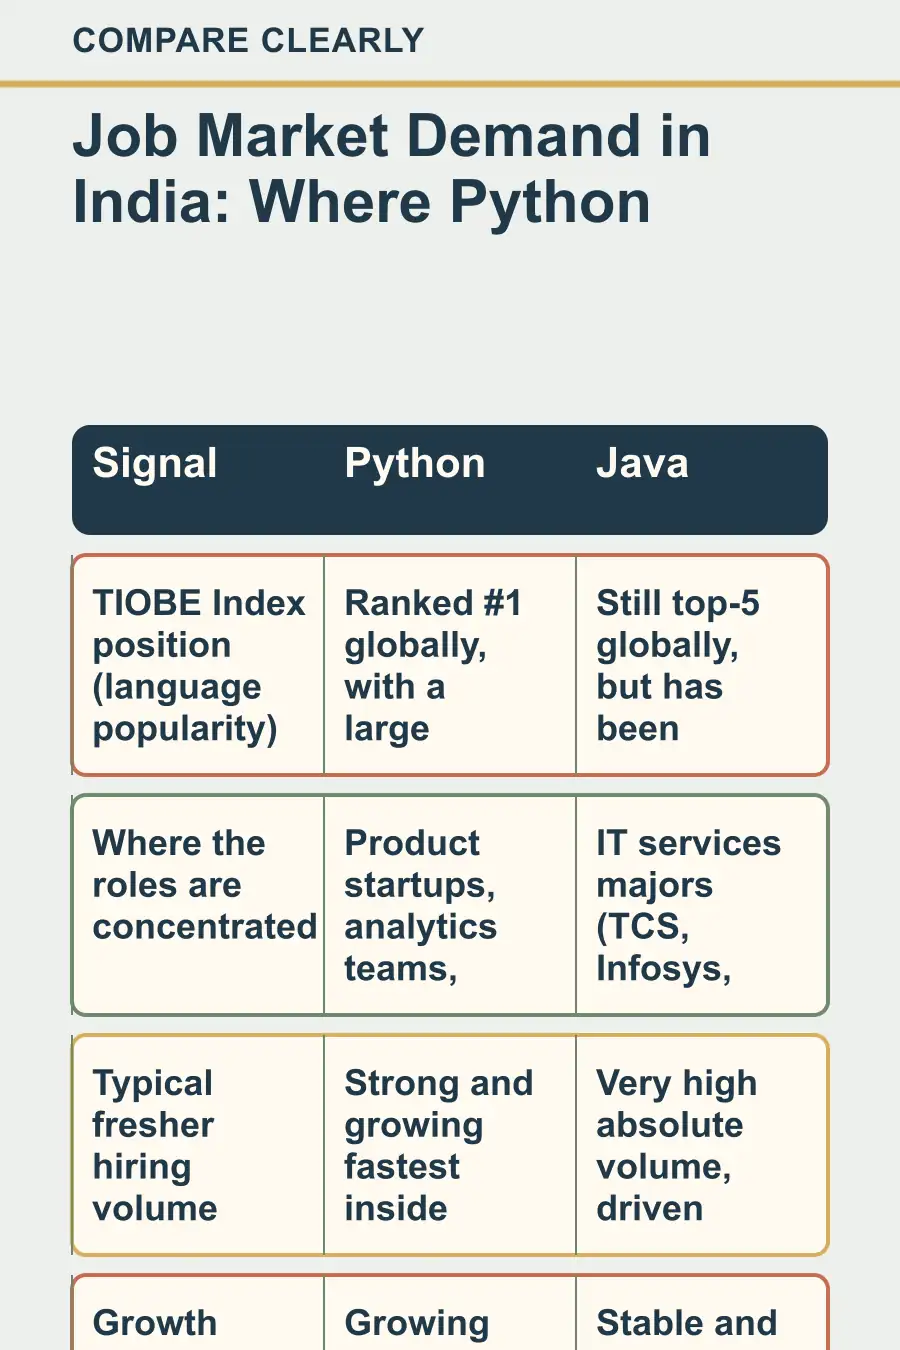 COMPARE CLEARLY
Job Market Demand in
India: Where Python
Signal
Python
Java
TIOBE Index
position
(language
popularity)
Ranked #1
globally,
with a
large
Still top-5
globally,
but has
been
Where the
roles are
concentrated
Product
startups,
analytics
teams,
IT services
majors
(TCS,
Infosys,
Typical
fresher
hiring
volume
Strong and
growing
fastest
inside
Very high
absolute
volume,
driven
Growth
Growing
Stable and